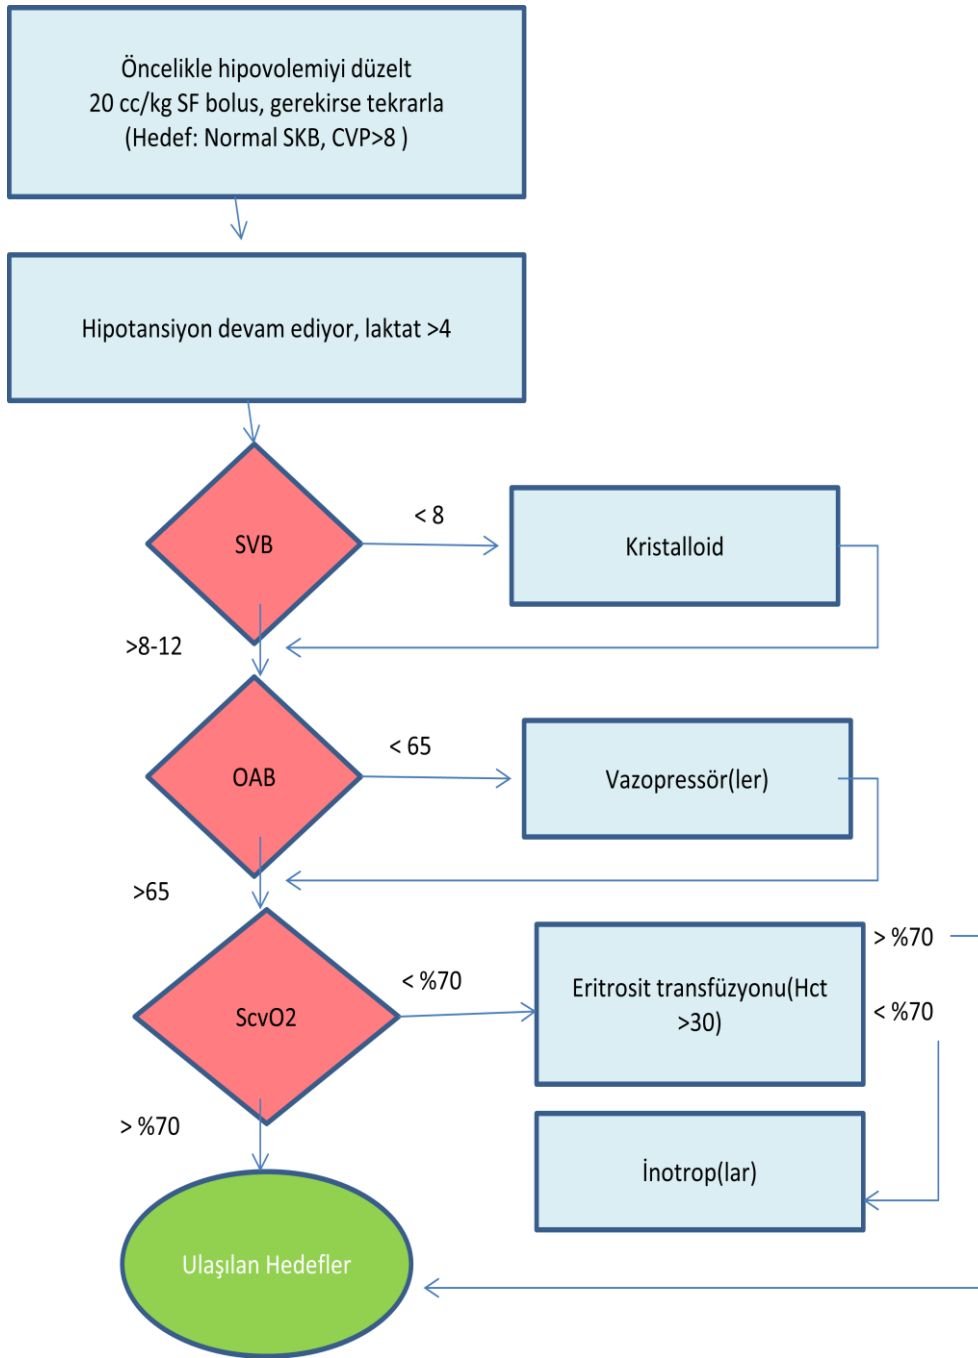 Öncelikle hipovolemiyi düzelt
20 cc/kg SF bolus, gerekirse tekrarla
(Hedef: Normal SKB, CVP>8 )
Hipotansiyon devam ediyor, laktat >4
SVB
< 8
Kristalloid
>8-12
OAB
< 65
Vazopressör(ler)
>65
ScvO2
< %70
Eritrosit transfüzyonu(Hct
>30)
> %70
< %70
> %70
İnotrop(lar)
Ulaşılan Hedefler